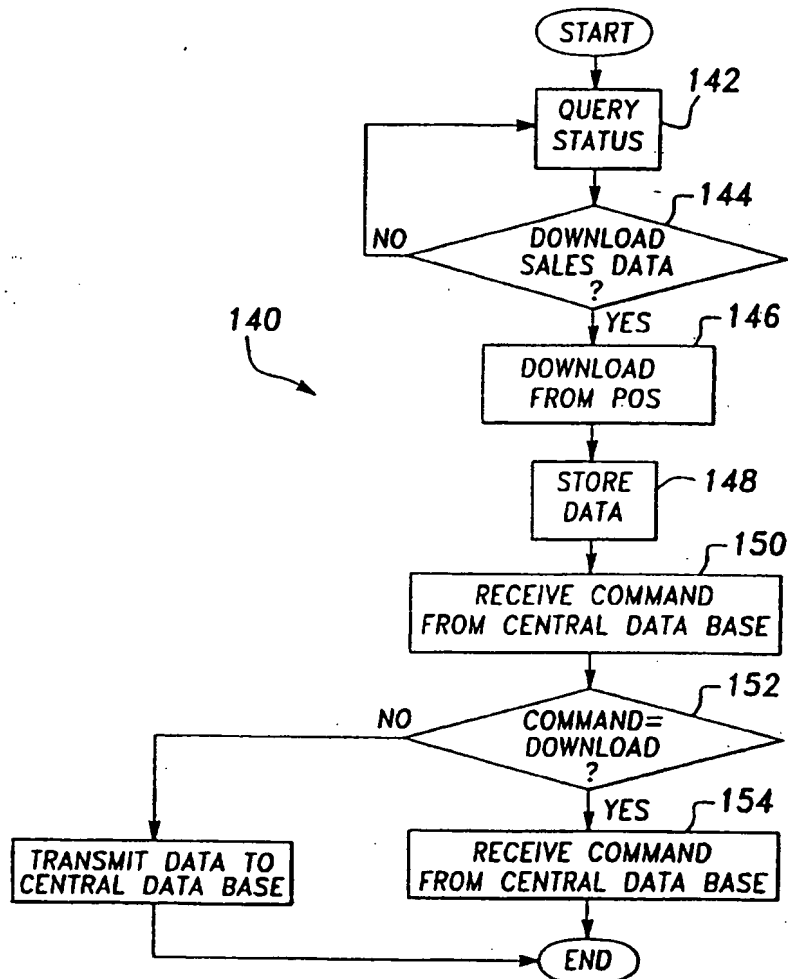 START
142
QUERY
STATUS
144
NO
DOWNLOAD
SALES DATA
?
140
YES
146
DOWNLOAD
FROM POS
STORE
DATA
148
150
RECEIVE COMMAND
FROM CENTRAL DATA BASE
152
NO
COMMAND=
DOWNLOAD
?
YES
154
TRANSMIT DATA TO
CENTRAL DATA BASE
RECEIVE COMMAND
FROM CENTRAL DATA BASE
END